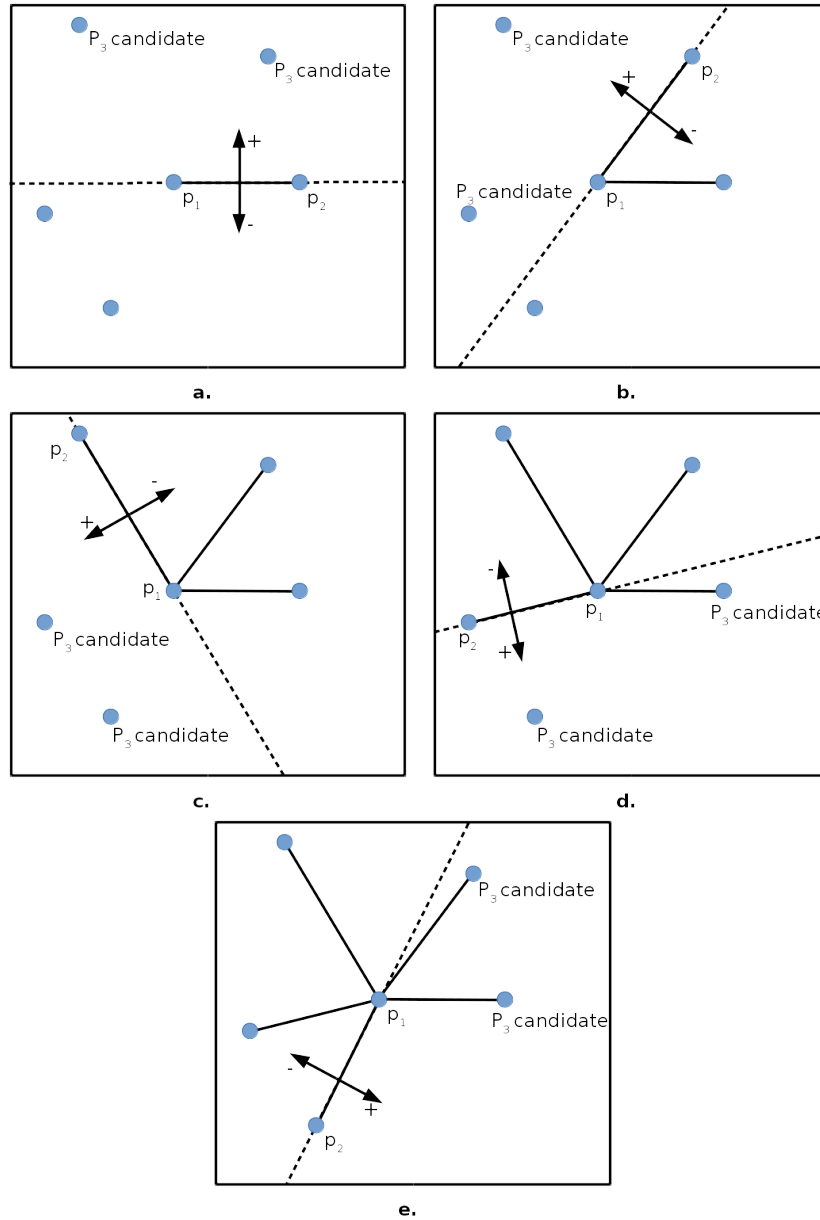 P₃ candidate
P₃ candidate
+
p₁
p₂
-
a.
P₃ candidate
p₂
+
-
P₃ candidate
p₁
b.
p₂
-
+
p₁
P₃ candidate
P₃ candidate
c.
-
p₁
P₃ candidate
p₂
+
P₃ candidate
d.
P₃ candidate
p₁
P₃ candidate
-
+
p₂
e.